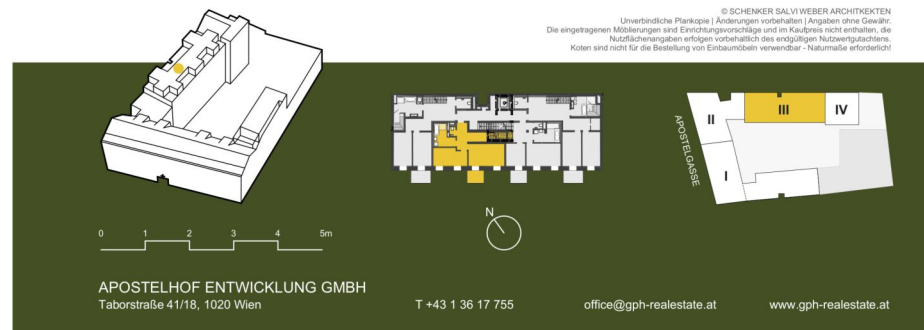 © SCHENKER SALVI WEBER ARCHITKEKTEN
Unverbindliche Plankopie | Änderungen vorbehalten | Angaben ohne Gewähr.
Die eingetragenen Möblierungen sind Einrichtungsvorschläge und im Kaufpreis nicht enthalten, die
Nutzflächenangaben erfolgen vorbehaltlich des endgültigen Nutzwertgutachtens.
Koten sind nicht für die Bestellung von Einbaumöbeln verwendbar - Naturmaße erforderlich!
II
III
IV
APOSTELGASSE
I
N
0 1 2 3 4 5m
APOSTELHOF ENTWICKLUNG GMBH
Taborstraße 41/18, 1020 Wien
T +43 1 36 17 755
office@gph-realestate.at
www.gph-realestate.at